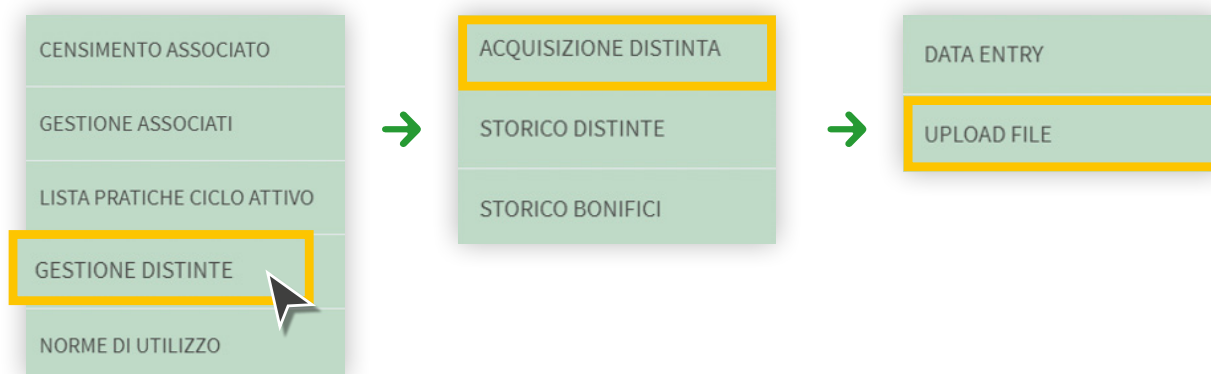 CENSIMENTO ASSOCIATO
GESTIONE ASSOCIATI
LISTA PRATICHE CICLO ATTIVO
GESTIONE DISTINTE
NORME DI UTILIZZO
ACQUISIZIONE DISTINTA
STORICO DISTINTE
STORICO BONIFICI
DATA ENTRY
UPLOAD FILE